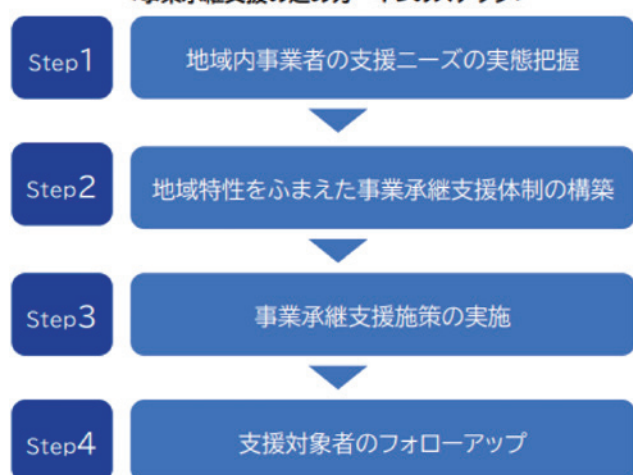 Step1
地域内事業者の支援ニーズの実態把握
Step2
地域特性をふまえた事業承継支援体制の構築
Step3
事業承継支援施策の実施
Step4
支援対象者のフォローアップ